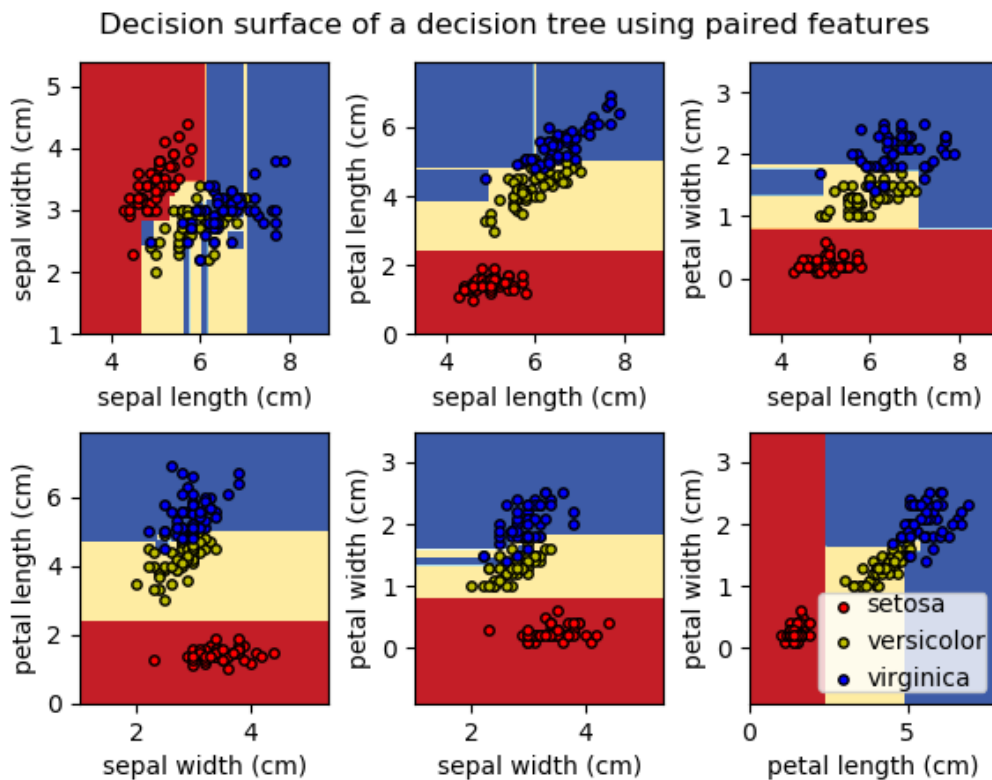 Decision surface of a decision tree using paired features
sepal width (cm)
5
4
3
2
1
4 6 8
sepal length (cm)
petal length (cm)
6
4
2
0
4 6 8
sepal length (cm)
petal width (cm)
3
2
1
0
4 6 8
sepal length (cm)
petal length (cm)
6
4
2
0
2 4
sepal width (cm)
petal width (cm)
3
2
1
0
2 4
sepal width (cm)
petal width (cm)
3
2
1
0
0 5
petal length (cm)
setosa
versicolor
virginica